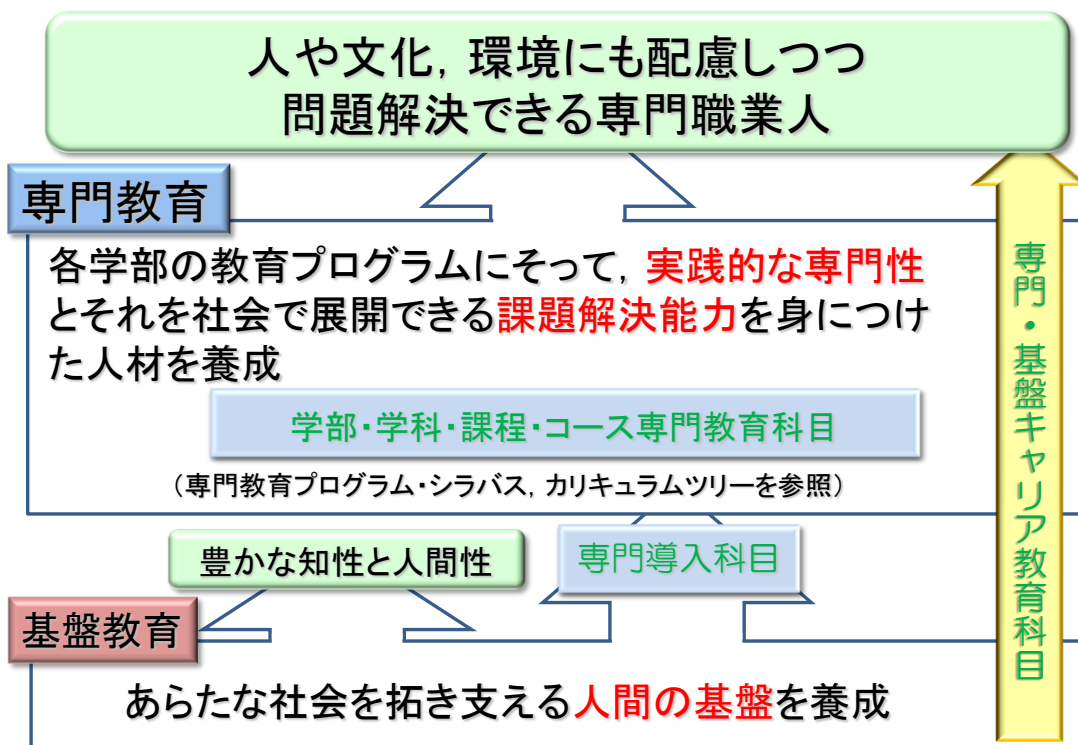 人や文化，環境にも配慮しつつ
問題解決できる専門職業人
専門教育
各学部の教育プログラムにそって，実践的な専門性
とそれを社会で展開できる課題解決能力を身につけ
た人材を養成
学部・学科・課程・コース専門教育科目
（専門教育プログラム・シラバス，カリキュラムツリーを参照）
豊かな知性と人間性
専門導入科目
基盤教育
あらたな社会を拓き支える人間の基盤を養成
専門・基盤キャリア教育科目